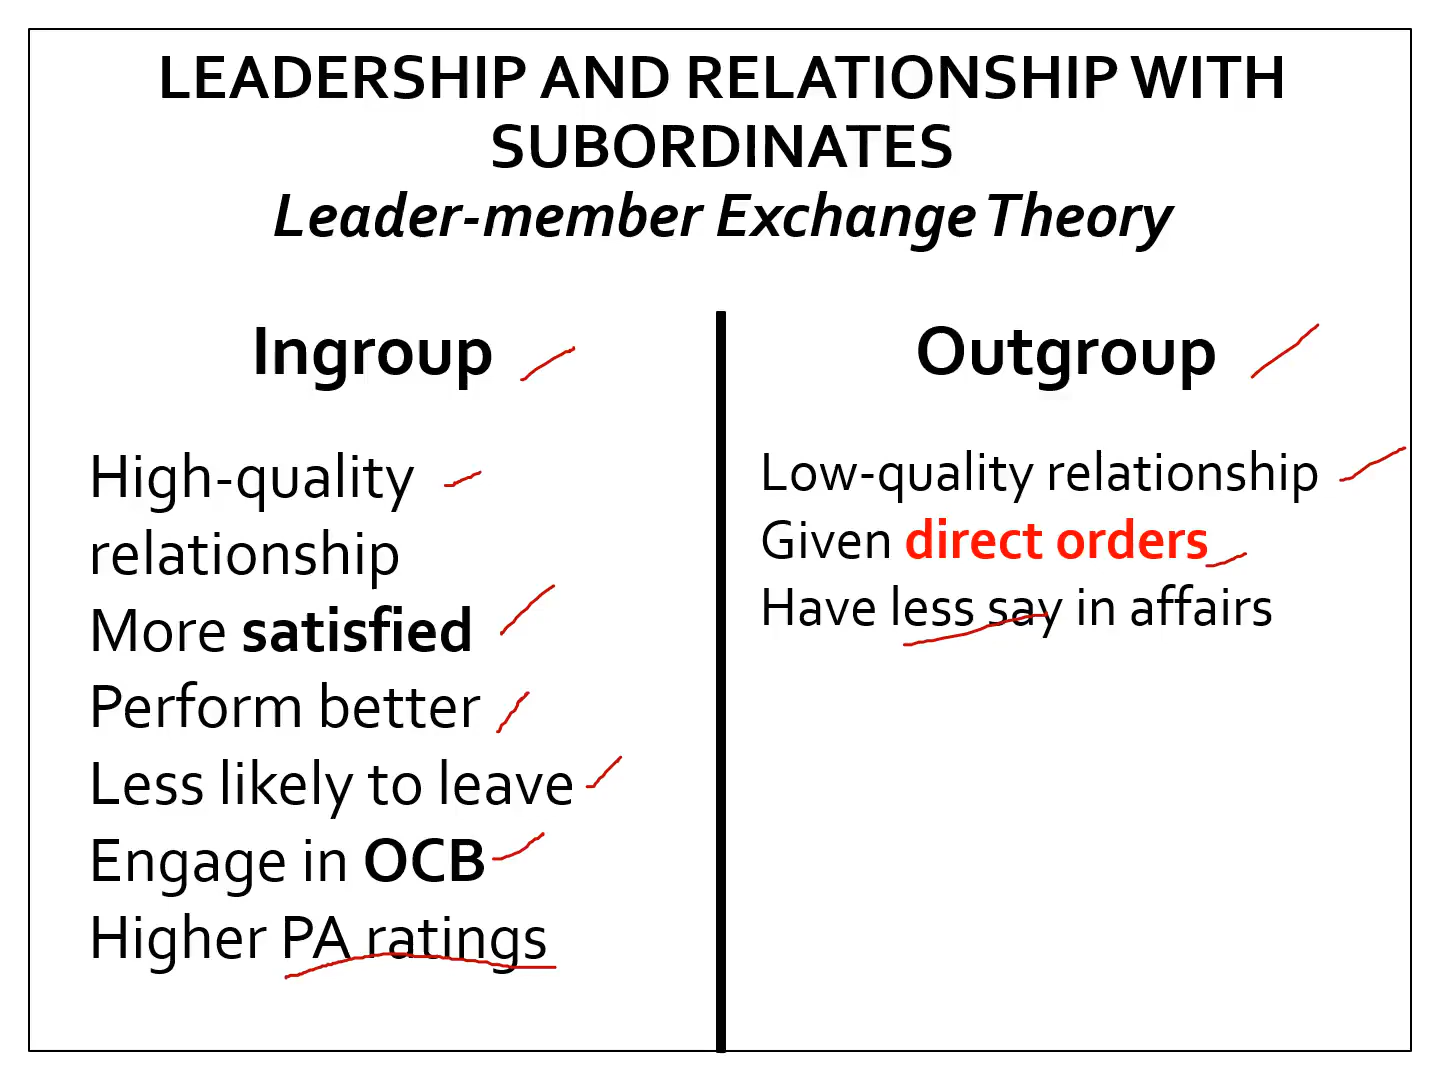 LEADERSHIP AND RELATIONSHIP WITH
SUBORDINATES
Leader-member Exchange Theory
Ingroup
High-quality
relationship
More satisfied
Perform better
Less likely to leave
Engage in OCB
Higher PA ratings
Outgroup
Low-quality relationship
Given direct orders
Have less say in affairs